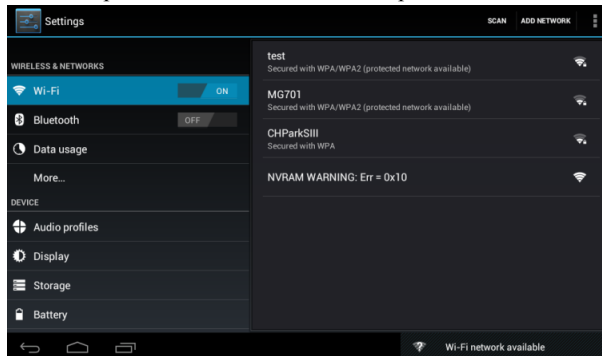 Settings
SCAN ADD NETWORK
WIRELESS & NETWORKS
Wi-Fi ON
Bluetooth OFF
Data usage
More...
DEVICE
Audio profiles
Display
Storage
Battery
test
Secured with WPA/WPA2 (protected network available)
MG701
Secured with WPA/WPA2 (protected network available)
CHParkSIII
Secured with WPA
NVRAM WARNING: Err = 0x10
Wi-Fi network available